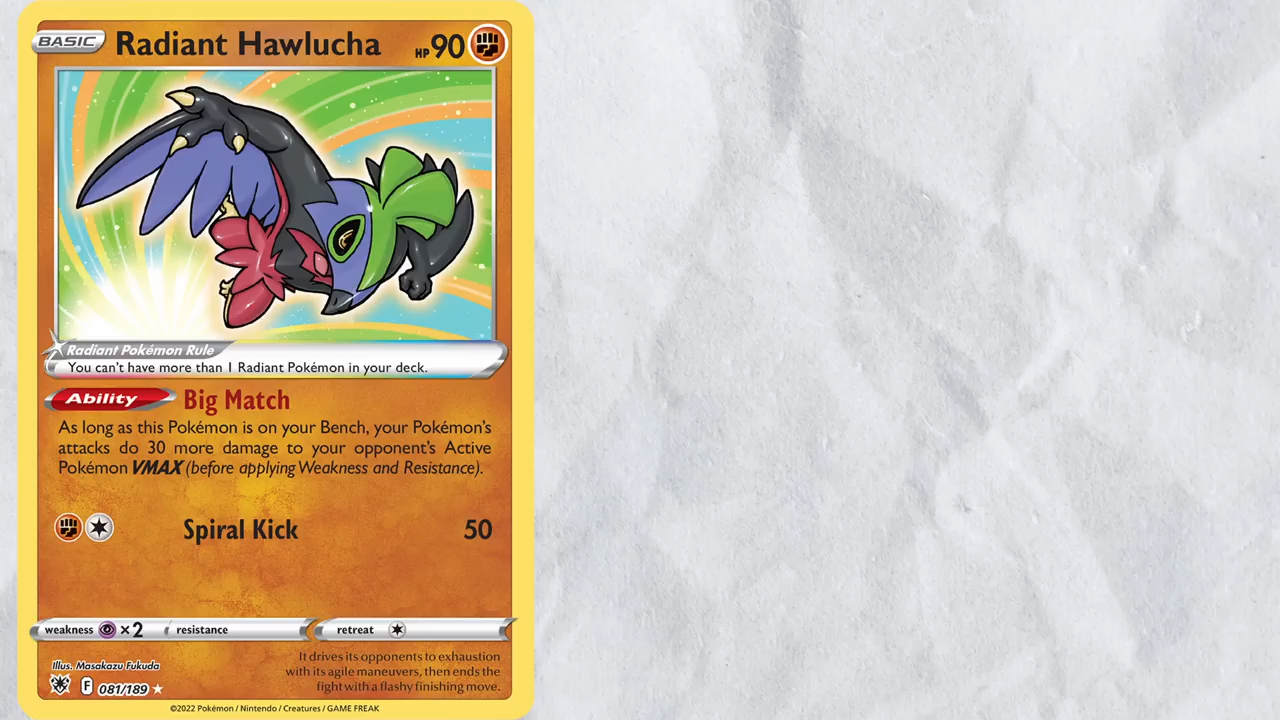 BASIC Radiant Hawlucha HP 90
Radiant Pokémon Rule
You can't have more than 1 Radiant Pokémon in your deck.
Ability Big Match
As long as this Pokémon is on your Bench, your Pokémon's
attacks do 30 more damage to your opponent's Active
Pokémon VMAX (before applying Weakness and Resistance).
Spiral Kick 50
weakness ×2 resistance retreat
Illus. Masakazu Fukuda
F 081/189
It drives its opponents to exhaustion
with its agile maneuvers, then ends the
fight with a flashy finishing move.
©2022 Pokémon / Nintendo / Creatures / GAME FREAK